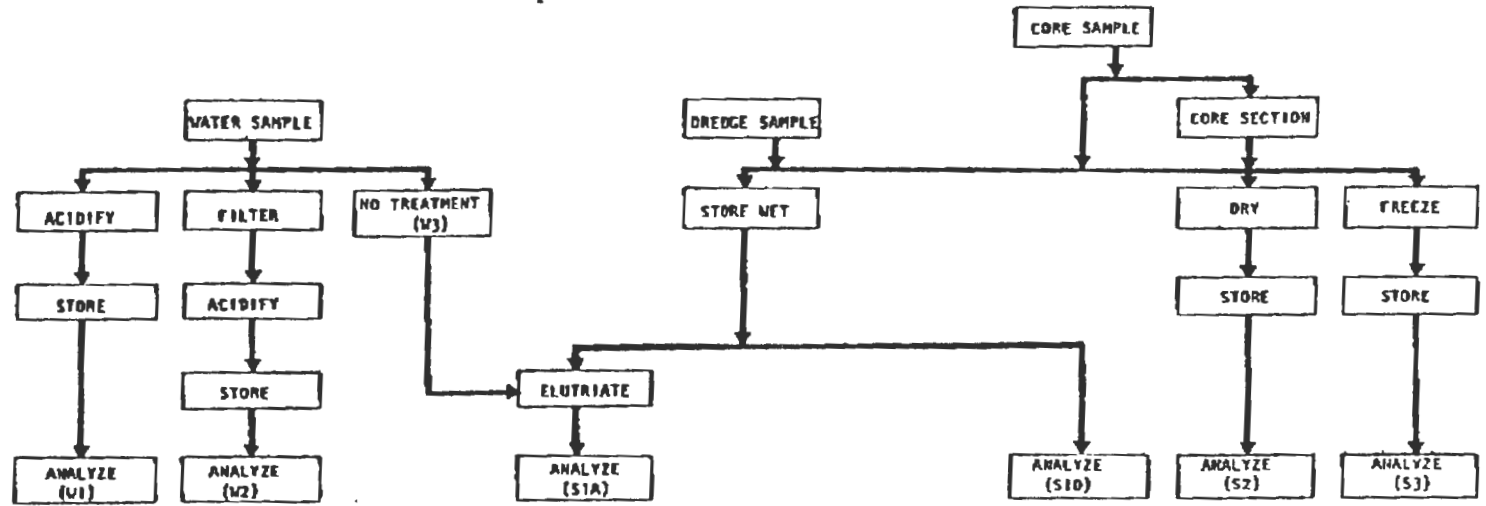 CORE SAMPLE
WATER SAMPLE
DREDGE SAMPLE
CORE SECTION
ACIDIFY
FILTER
NO TREATMENT
(W3)
STORE WET
DRY
FREEZE
STORE
ACIDIFY
STORE
STORE
STORE
ELUTRIATE
ANALYZE
(W1)
ANALYZE
(W2)
ANALYZE
(S1A)
ANALYZE
(S1D)
ANALYZE
(S2)
ANALYZE
(S3)